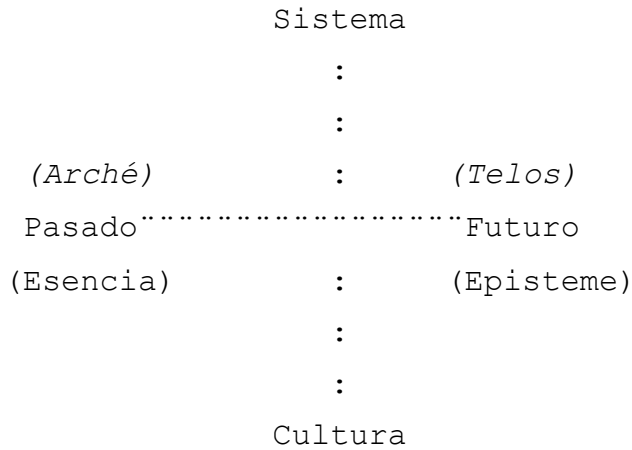 Sistema
:
:
(Arché) : (Telos)
Pasado¨¨¨¨¨¨¨¨¨¨¨¨¨¨¨¨¨Futuro
(Esencia) : (Episteme)
:
:
Cultura